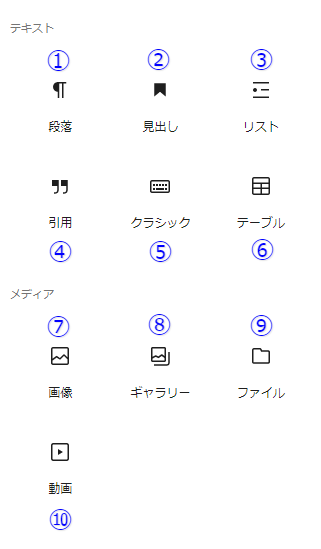 テキスト
① ② ③
段落 見出し リスト
引用 クラシック テーブル
④ ⑤ ⑥
メディア
⑦ ⑧ ⑨
画像 ギャラリー ファイル
動画
⑩